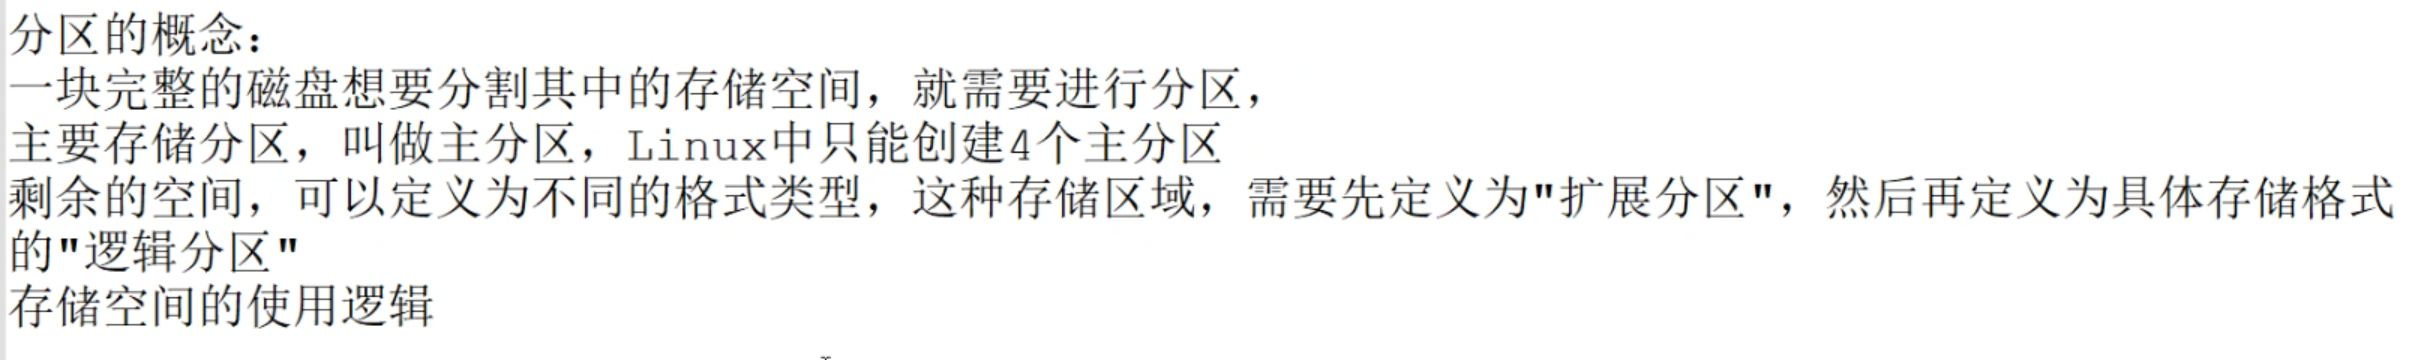 分区的概念：
一块完整的磁盘想要分割其中的存储空间，就需要进行分区，
主要存储分区，叫做主分区，Linux中只能创建4个主分区
剩余的空间，可以定义为不同的格式类型，这种存储区域，需要先定义为"扩展分区"，然后再定义为具体存储格式
的"逻辑分区"
存储空间的使用逻辑